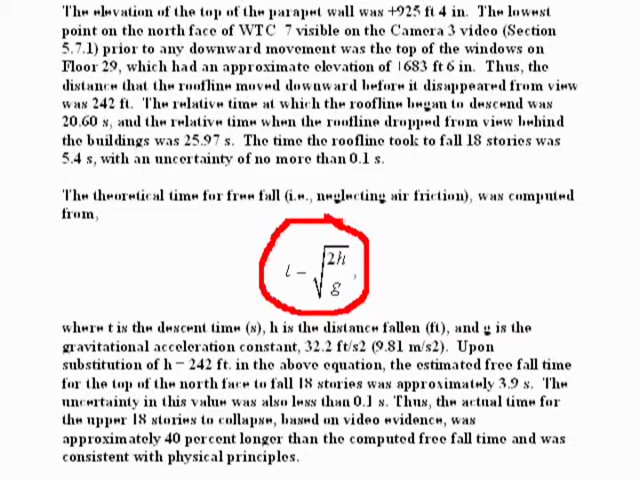 The elevation of the top of the parapet wall was +925 ft 4 in. The lowest
point on the north face of WTC 7 visible on the Camera 3 video (Section
5.7.1) prior to any downward movement was the top of the windows on
Floor 29, which had an approximate elevation of +683 ft 6 in. Thus, the
distance that the roofline moved downward before it disappeared from view
was 242 ft. The relative time at which the roofline began to descend was
20.60 s, and the relative time when the roofline dropped from view behind
the buildings was 25.97 s. The time the roofline took to fall 18 stories was
5.4 s, with an uncertainty of no more than 0.1 s.
The theoretical time for free fall (i.e., neglecting air friction), was computed
from,
t = √(2h/g),
where t is the descent time (s), h is the distance fallen (ft), and g is the
gravitational acceleration constant, 32.2 ft/s2 (9.81 m/s2). Upon
substitution of h = 242 ft. in the above equation, the estimated free fall time
for the top of the north face to fall 18 stories was approximately 3.9 s. The
uncertainty in this value was also less than 0.1 s. Thus, the actual time for
the upper 18 stories to collapse, based on video evidence, was
approximately 40 percent longer than the computed free fall time and was
consistent with physical principles.